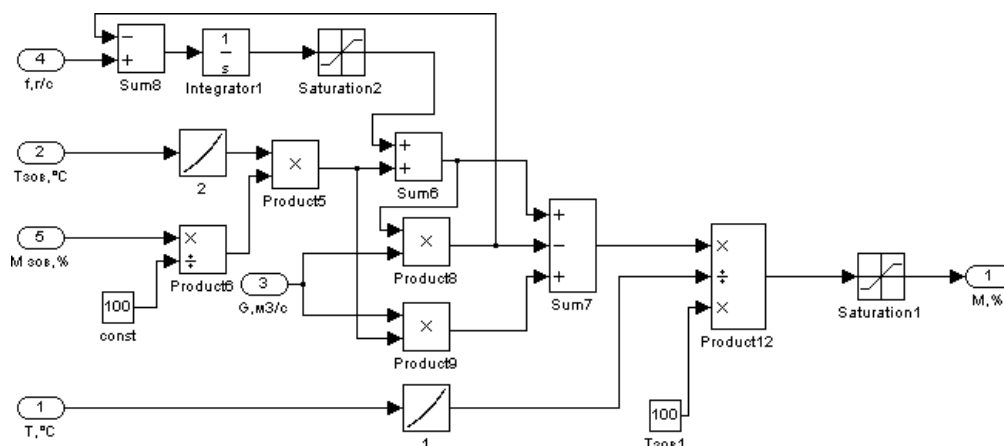 4
f,г/с
−
+
Sum8
1
s
Integrator1
Saturation2
2
Tзов,°C
2
×
Product5
+
+
Sum6
5
M зов,%
×
÷
Product6
100
const
3
G,м3/с
×
Product8
×
Product9
+
−
+
Sum7
×
÷
×
Product12
Saturation1
1
M,%
1
T,°C
1
100
Tзов1